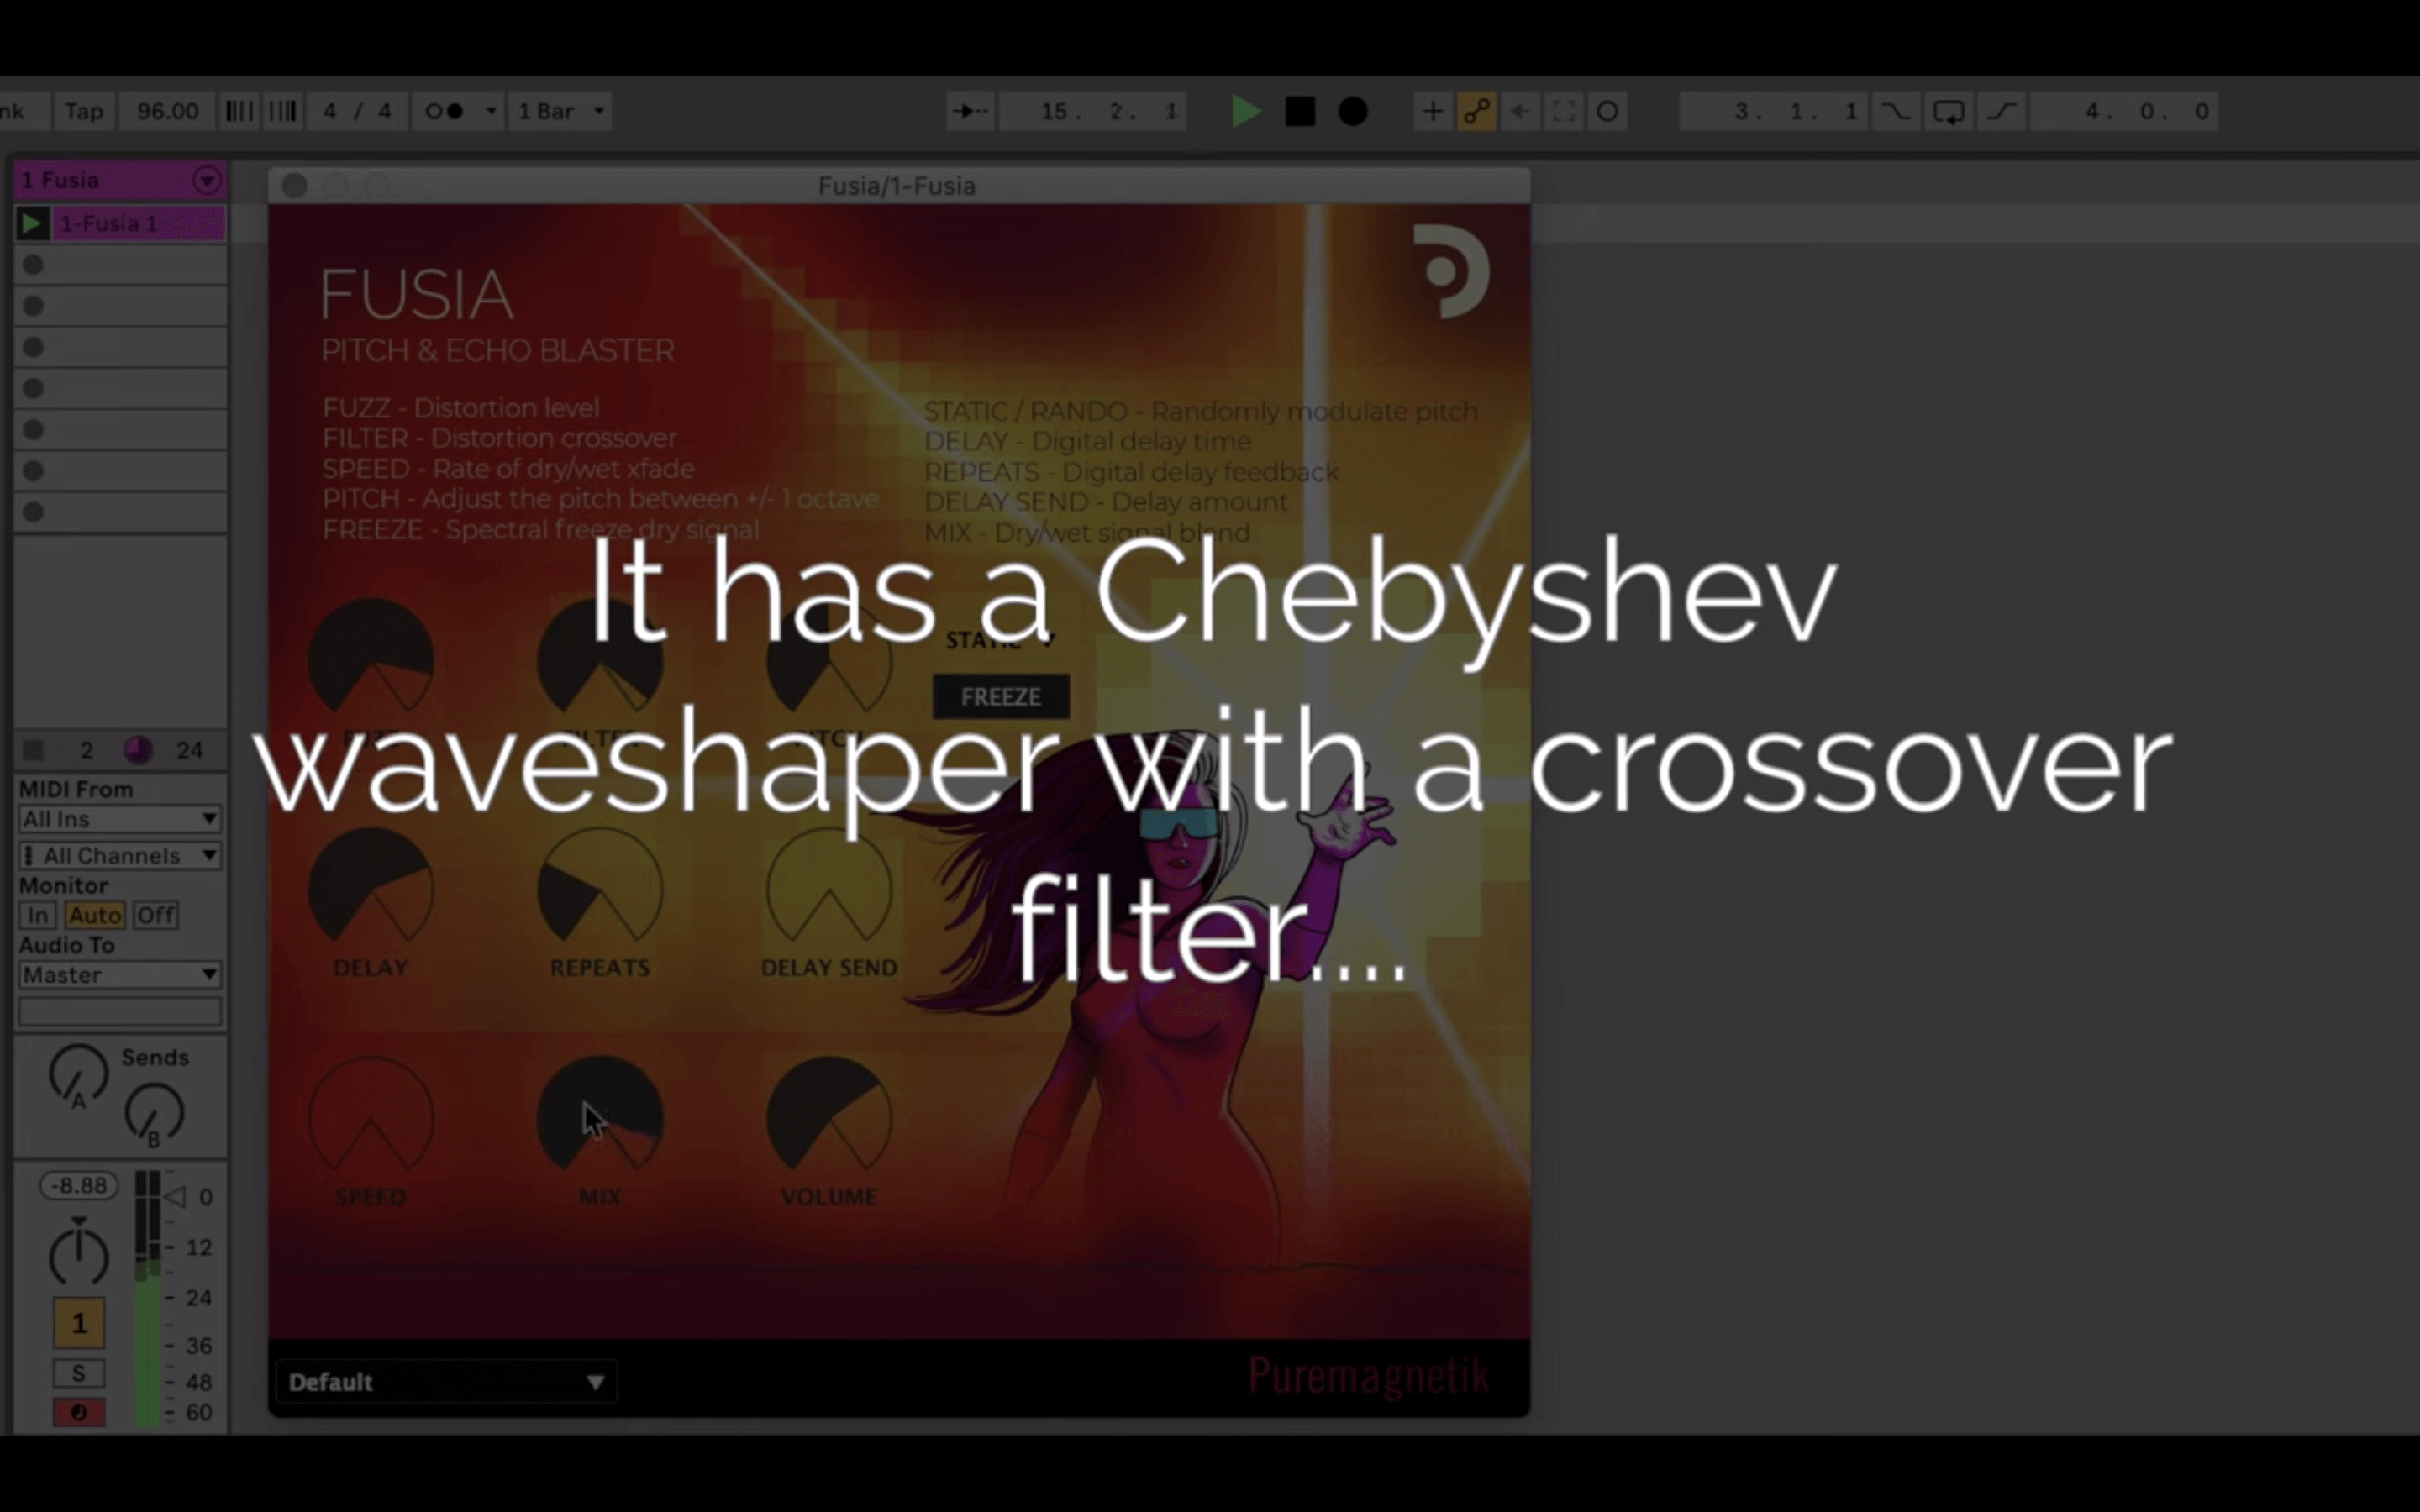 nk Tap 96.00 4 / 4 1 Bar 15. 2. 1 3. 1. 1 4. 0. 0
1 Fusia
1-Fusia 1
Fusia/1-Fusia
FUSIA
PITCH & ECHO BLASTER
FUZZ - Distortion level
FILTER - Distortion crossover
SPEED - Rate of dry/wet xfade
PITCH - Adjust the pitch between +/- 1 octave
FREEZE - Spectral freeze dry signal
STATIC / RANDO - Randomly modulate pitch
DELAY - Digital delay time
REPEATS - Digital delay feedback
DELAY SEND - Delay amount
MIX - Dry/wet signal blend
It has a Chebyshev
waveshaper with a crossover
filter....
STATIC
FREEZE
FUZZ FILTER PITCH
DELAY REPEATS DELAY SEND
SPEED MIX VOLUME
Default
Puremagnetik
2 24
MIDI From
All Ins
All Channels
Monitor
In Auto Off
Audio To
Master
Sends
A
B
-8.88
0
12
24
1
36
S
48
60